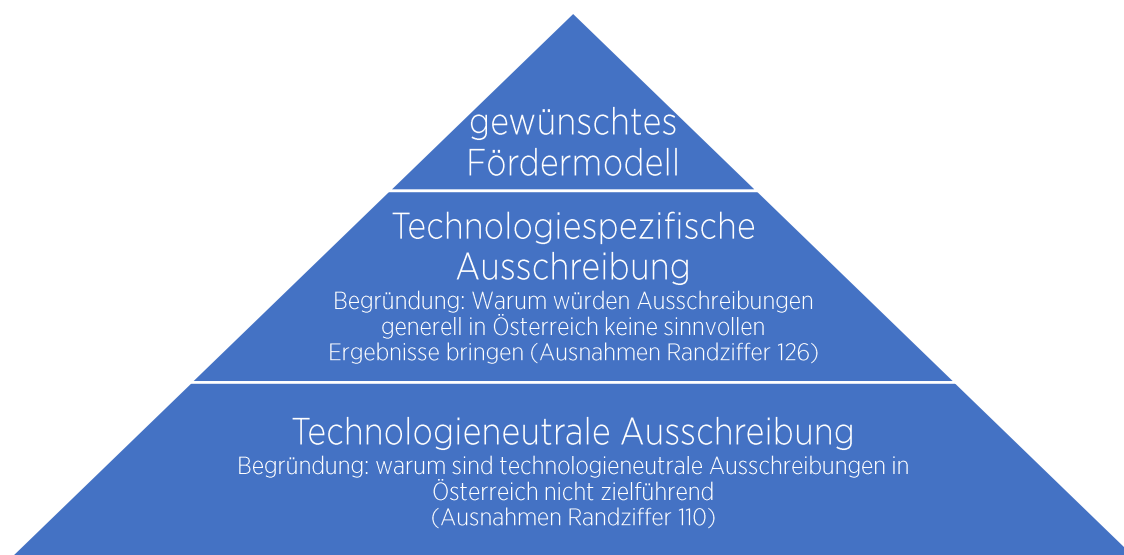 gewünschtes
Fördermodell
Technologiespezifische
Ausschreibung
Begründung: Warum würden Ausschreibungen
generell in Österreich keine sinnvollen
Ergebnisse bringen (Ausnahmen Randziffer 126)
Technologieneutrale Ausschreibung
Begründung: warum sind technologieneutrale Ausschreibungen in
Österreich nicht zielführend
(Ausnahmen Randziffer 110)